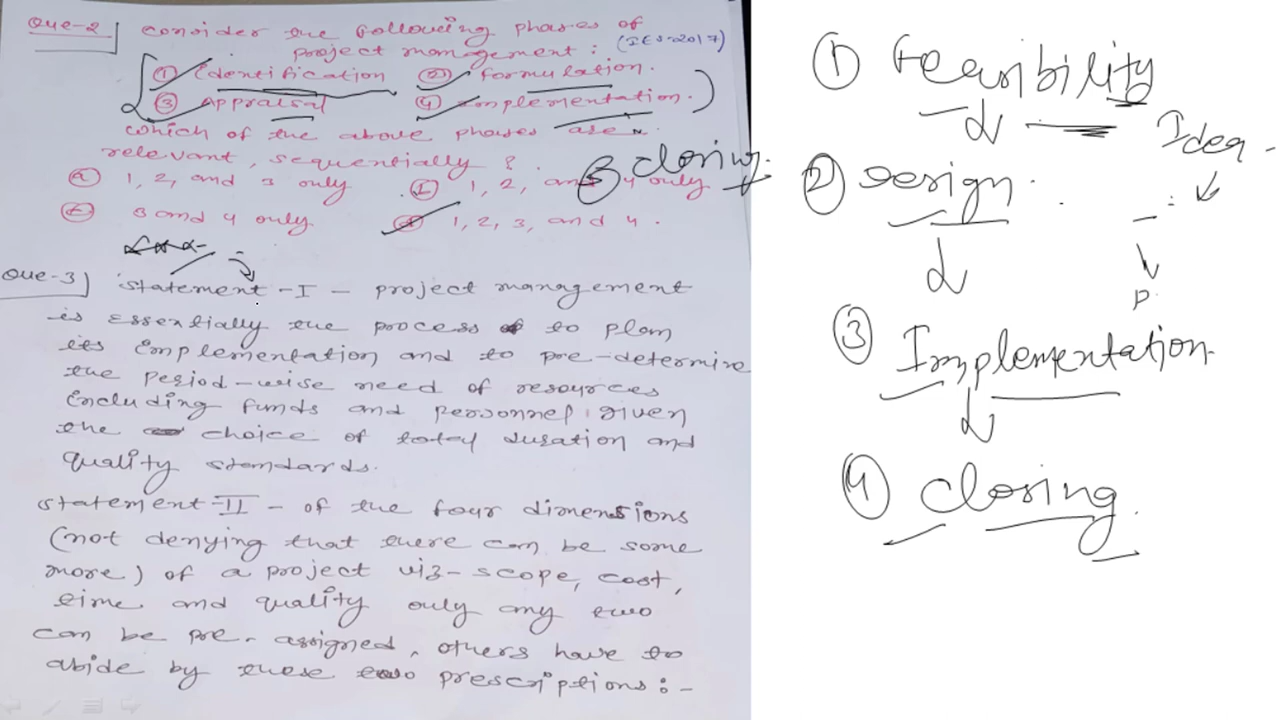 Que-2 Consider the following phases of
project management : (IES-2017)
① Identification ② formulation.
③ Appraisal ④ Implementation.
which of the above phases are
relevant, sequentially ?
⑤ closing.
ⓐ 1, 2, and 3 only ⓑ 1, 2, and 4 only
ⓒ 3 and 4 only ⓓ 1, 2, 3, and 4.
Que-3) Statement-I - project management
is essentially the process to plan
its implementation and to pre-determine
the period-wise need of resources
including funds and personnel, given
the choice of total duration and
quality standards.
Statement-II - of the four dimensions
(not denying that there can be some
more) of a project viz- scope, cost,
time and quality only any two
can be pre-assigned, others have to
abide by these two prescriptions:-
① Feasibility
Idea
② Design.
P.
③ Implementation.
④ closing.